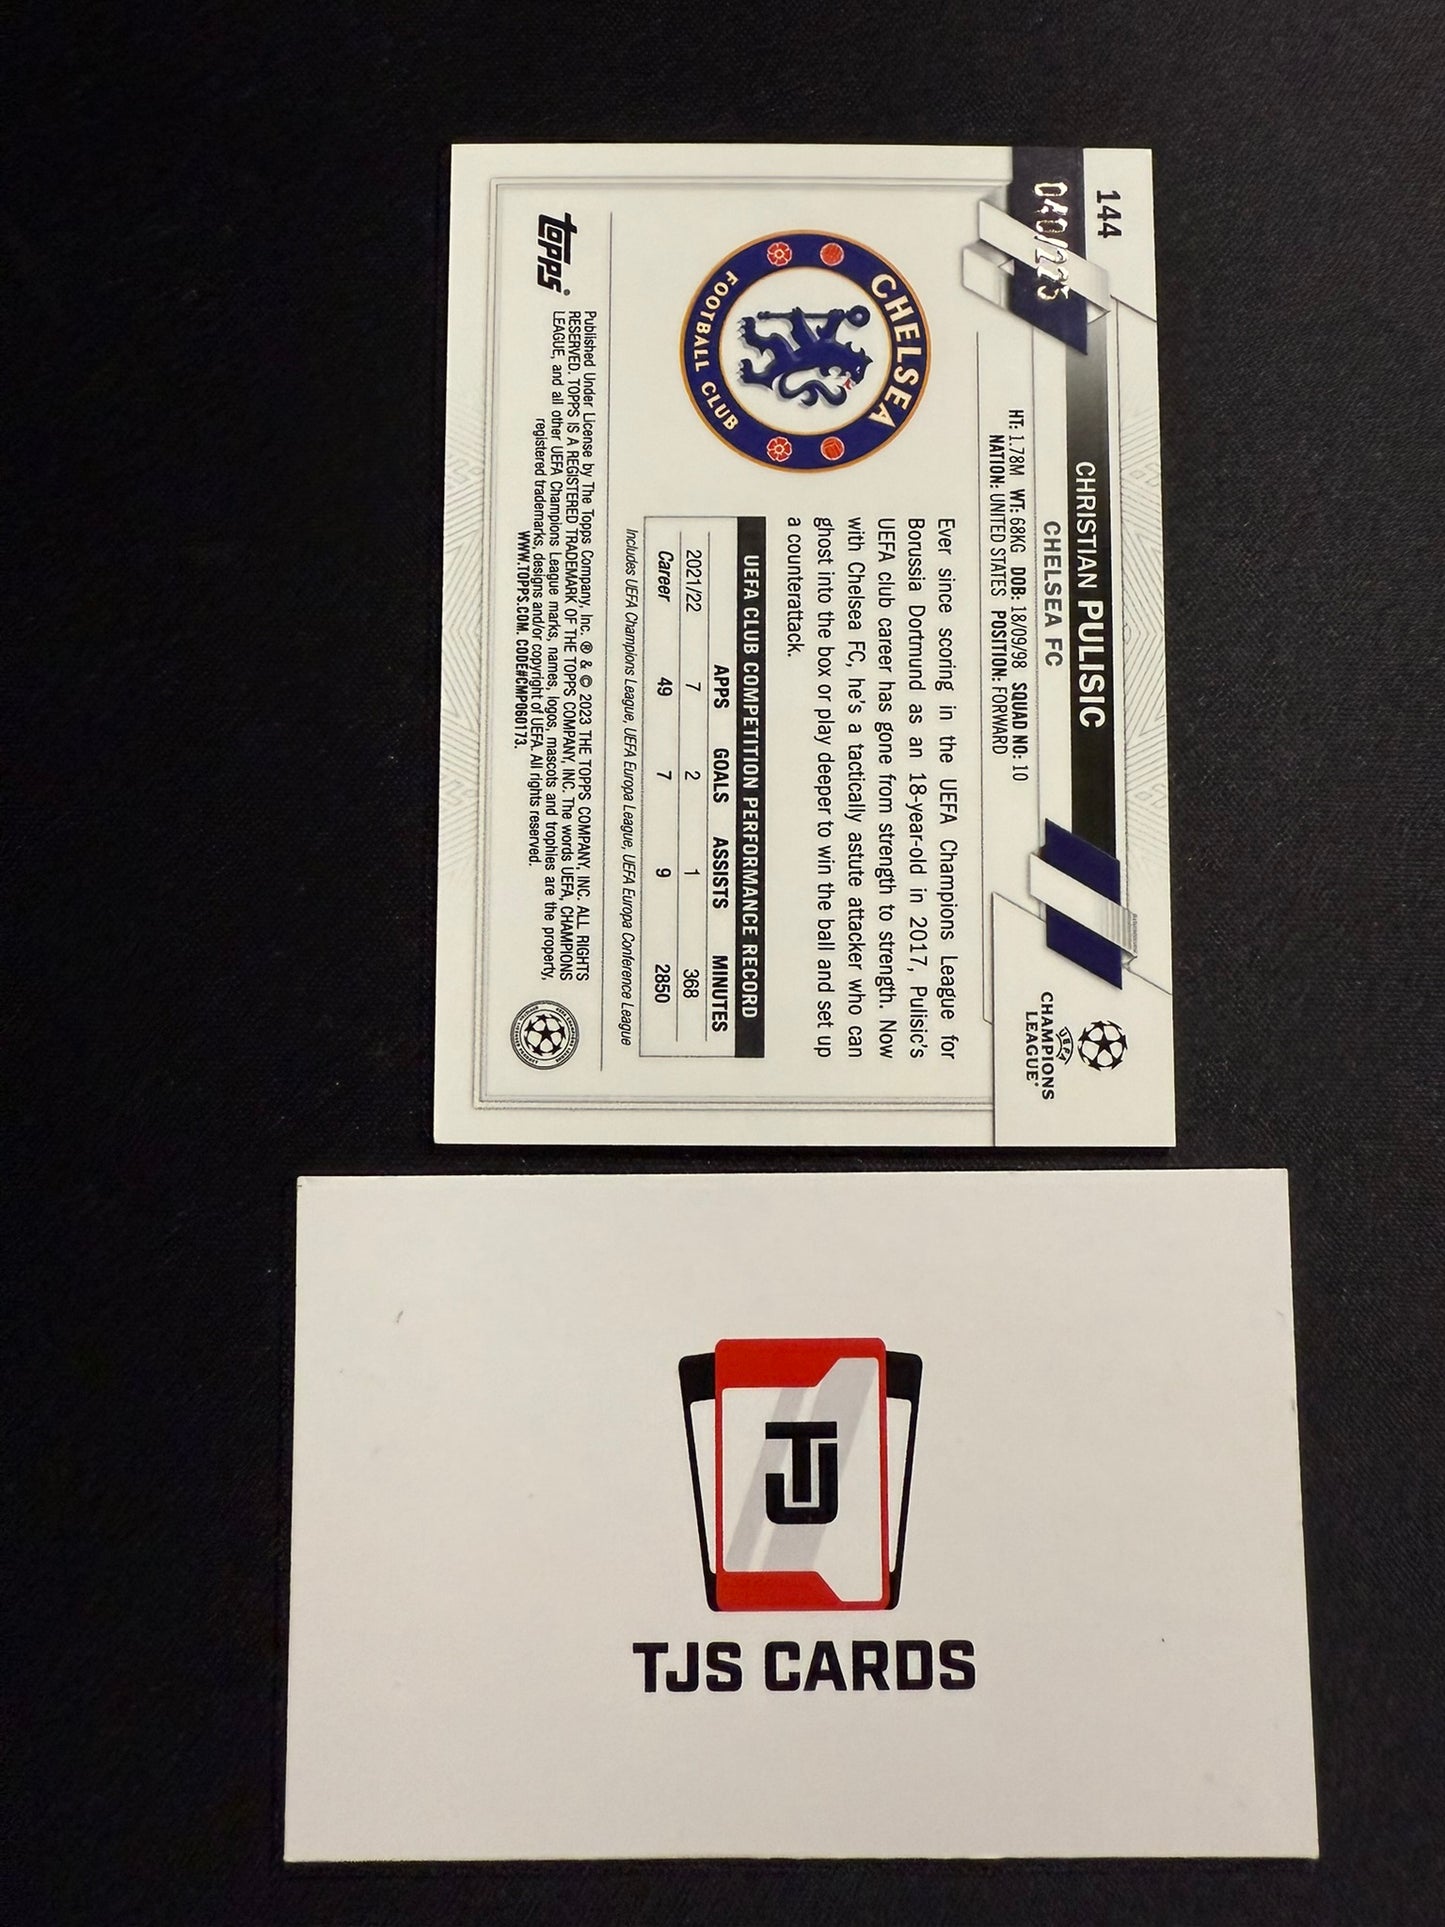 144
040/225
CHRISTIAN PULISIC
CHELSEA FC
HT: 1.78M WT: 68KG DOB: 18/09/98 SQUAD NO: 10
NATION: UNITED STATES POSITION: FORWARD
UEFA
CHAMPIONS
LEAGUE®
CHELSEA
FOOTBALL CLUB
Ever since scoring in the UEFA Champions League for
Borussia Dortmund as an 18-year-old in 2017, Pulisic's
UEFA club career has gone from strength to strength. Now
with Chelsea FC, he's a tactically astute attacker who can
ghost into the box or play deeper to win the ball and set up
a counterattack.
UEFA CLUB COMPETITION PERFORMANCE RECORD
APPS GOALS ASSISTS MINUTES
2021/22 7 2 1 368
Career 49 7 9 2850
Includes UEFA Champions League, UEFA Europa League, UEFA Europa Conference League
topps®
Published Under License by The Topps Company, Inc. ® & © 2023 THE TOPPS COMPANY, INC. ALL RIGHTS
RESERVED. TOPPS IS A REGISTERED TRADEMARK OF THE TOPPS COMPANY, INC. The words UEFA, CHAMPIONS
LEAGUE, and all other UEFA Champions League marks, names, logos, mascots and trophies are the property,
registered trademarks, designs and/or copyright of UEFA. All rights reserved.
WWW.TOPPS.COM. CODE#CMP060173.
TJ
TJS CARDS